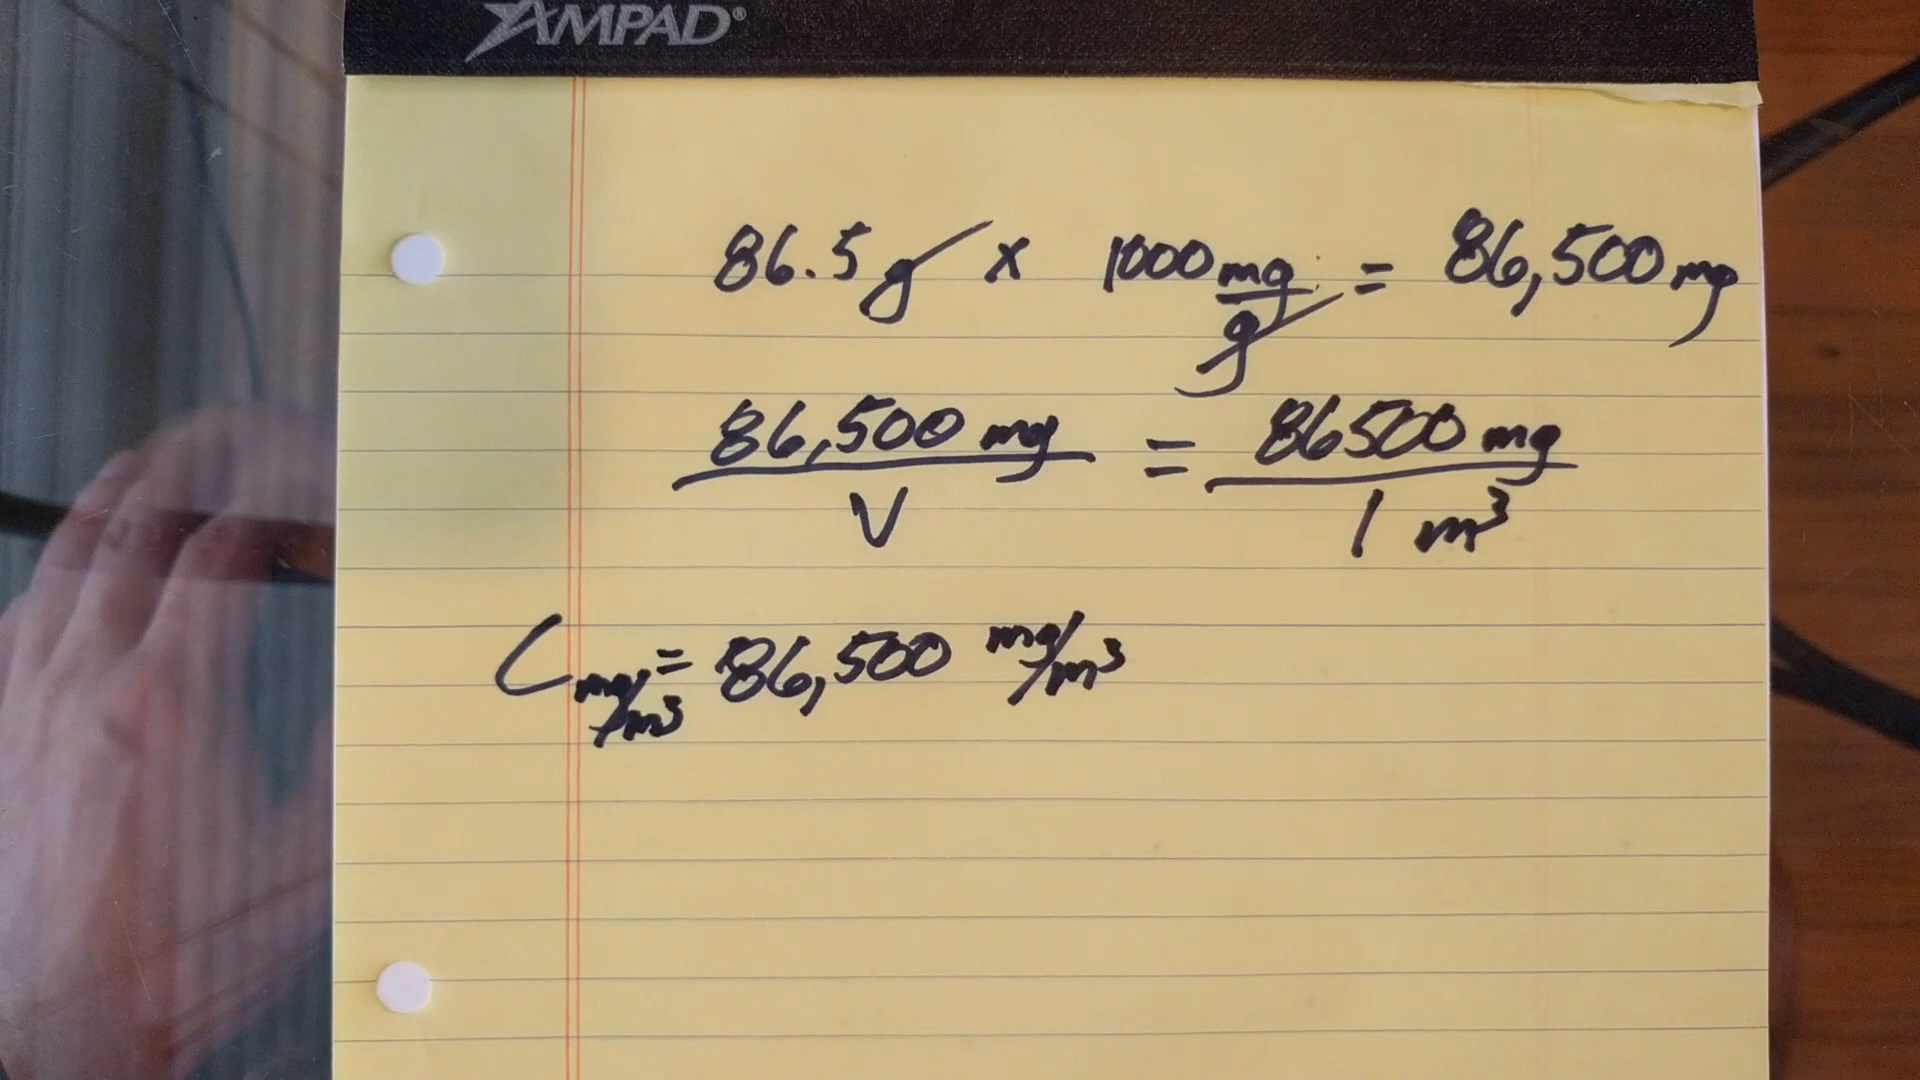 AMPAD®
86.5 g x 1000 mg/g = 86,500 mg
86,500 mg/V = 86500 mg/1 m³
C mg/m³ = 86,500 mg/m³